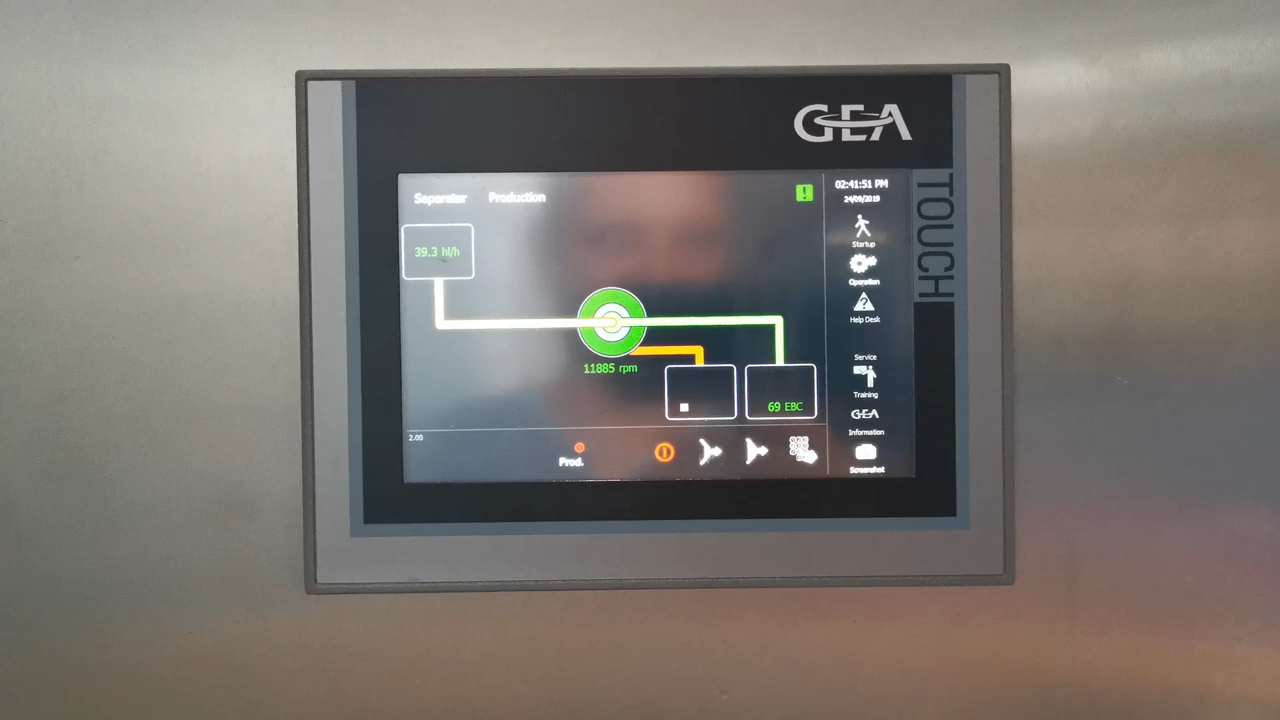 GEA
TOUCH
Separator Production
!
02:41:51 PM
24/09/2019
39.3 hl/h
Startup
Operation
?
Help Desk
11885 rpm
69 EBC
Service
Training
GEA
Information
2.00
Prod.
Screenshot